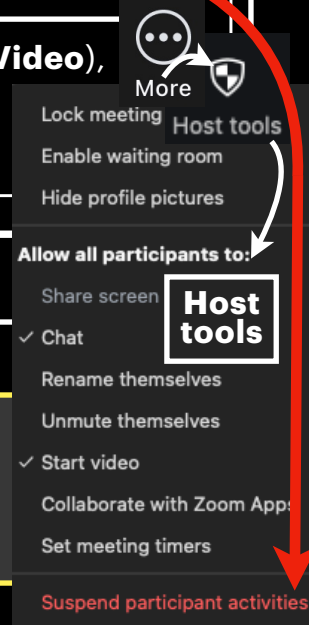 Video),
More
Host tools
Lock meeting
Enable waiting room
Hide profile pictures
Allow all participants to:
Share screen
Host
tools
Chat
Rename themselves
Unmute themselves
Start video
Collaborate with Zoom Apps
Set meeting timers
Suspend participant activities